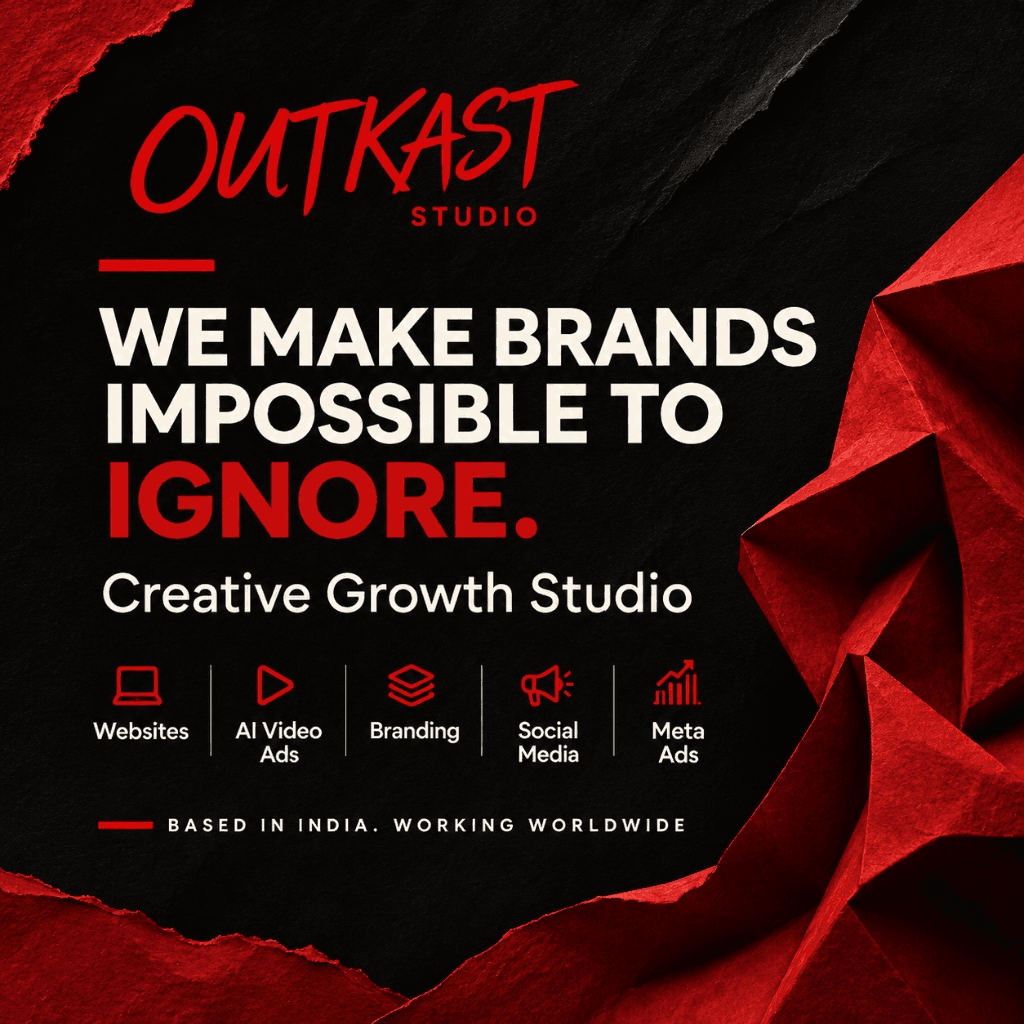 OUTKAST
STUDIO
WE MAKE BRANDS
IMPOSSIBLE TO
IGNORE.
Creative Growth Studio
Websites
AI Video
Ads
Branding
Social
Media
Meta
Ads
BASED IN INDIA. WORKING WORLDWIDE